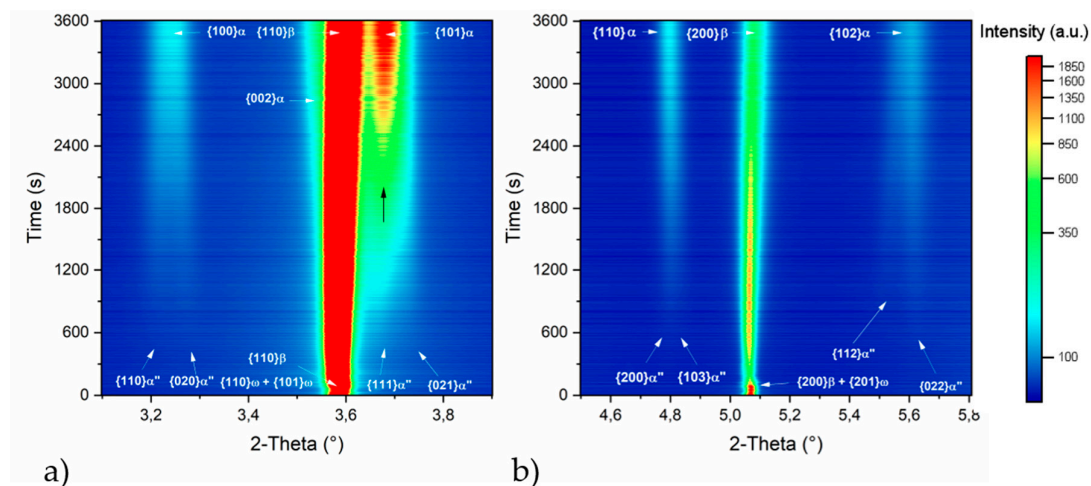 3600
3000
2400
1800
1200
600
0
Time (s)
{100}α
{110}β
{101}α
{002}α
{110}α"
{020}α"
{110}β
{110}ω + {101}ω
{111}α"
{021}α"
3,2
3,4
3,6
3,8
2-Theta (°)
a)
3600
3000
2400
1800
1200
600
0
Time (s)
{110}α
{200}β
{102}α
{112}α"
{200}α"
{103}α"
{200}β + {201}ω
{022}α"
4,6
4,8
5,0
5,2
5,4
5,6
5,8
2-Theta (°)
b)
Intensity (a.u.)
1850
1600
1350
1100
850
600
350
100